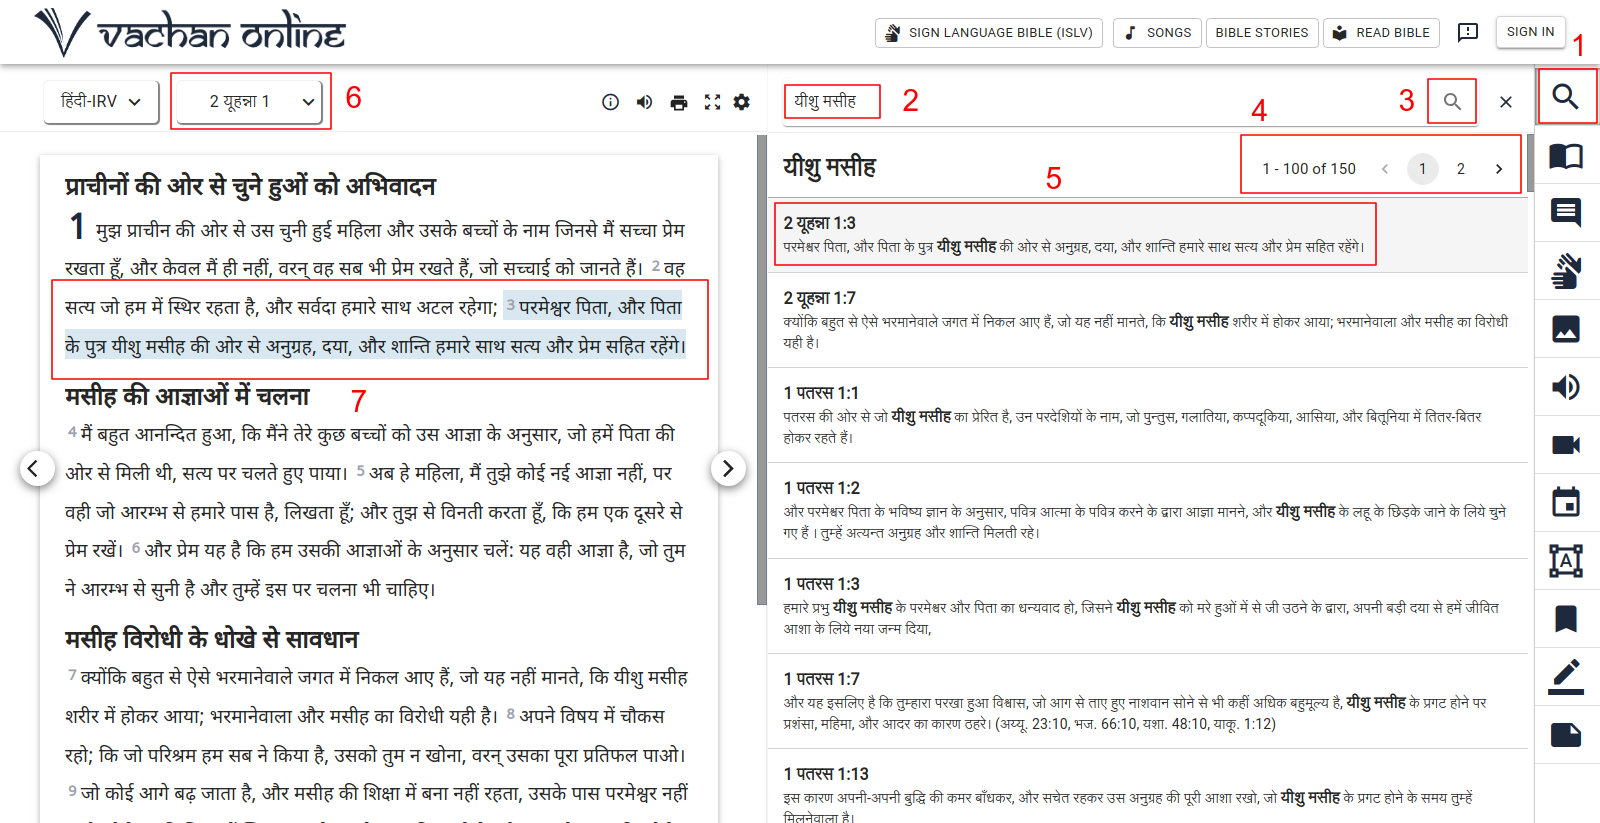 vachan online
SIGN LANGUAGE BIBLE (ISLV)
SONGS
BIBLE STORIES
READ BIBLE
SIGN IN
1
हिंदी-IRV
2 यूहन्ना 1
6
यीशु मसीह
2
3
4
प्राचीनों की ओर से चुने हुओं को अभिवादन
1 मुझ प्राचीन की ओर से उस चुनी हुई महिला और उसके बच्चों के नाम जिनसे मैं सच्चा प्रेम
रखता हूँ, और केवल मैं ही नहीं, वरन् वह सब भी प्रेम रखते हैं, जो सच्चाई को जानते हैं। 2 वह
सत्य जो हम में स्थिर रहता है, और सर्वदा हमारे साथ अटल रहेगा; 3 परमेश्वर पिता, और पिता
के पुत्र यीशु मसीह की ओर से अनुग्रह, दया, और शान्ति हमारे साथ सत्य और प्रेम सहित रहेंगे।
मसीह की आज्ञाओं में चलना
7
4 मैं बहुत आनन्दित हुआ, कि मैंने तेरे कुछ बच्चों को उस आज्ञा के अनुसार, जो हमें पिता की
ओर से मिली थी, सत्य पर चलते हुए पाया। 5 अब हे महिला, मैं तुझे कोई नई आज्ञा नहीं, पर
वही जो आरम्भ से हमारे पास है, लिखता हूँ; और तुझ से विनती करता हूँ, कि हम एक दूसरे से
प्रेम रखें। 6 और प्रेम यह है कि हम उसकी आज्ञाओं के अनुसार चलें: यह वही आज्ञा है, जो तुम
ने आरम्भ से सुनी है और तुम्हें इस पर चलना भी चाहिए।
मसीह विरोधी के धोखे से सावधान
7 क्योंकि बहुत से ऐसे भरमानेवाले जगत में निकल आए हैं, जो यह नहीं मानते, कि यीशु मसीह
शरीर में होकर आया; भरमानेवाला और मसीह का विरोधी यही है। 8 अपने विषय में चौकस
रहो; कि जो परिश्रम हम सब ने किया है, उसको तुम न खोना, वरन् उसका पूरा प्रतिफल पाओ।
9 जो कोई आगे बढ़ जाता है, और मसीह की शिक्षा में बना नहीं रहता, उसके पास परमेश्वर नहीं
यीशु मसीह
5
1 - 100 of 150
1
2
2 यूहन्ना 1:3
परमेश्वर पिता, और पिता के पुत्र यीशु मसीह की ओर से अनुग्रह, दया, और शान्ति हमारे साथ सत्य और प्रेम सहित रहेंगे।
2 यूहन्ना 1:7
क्योंकि बहुत से ऐसे भरमानेवाले जगत में निकल आए हैं, जो यह नहीं मानते, कि यीशु मसीह शरीर में होकर आया; भरमानेवाला और मसीह का विरोधी
यही है।
1 पतरस 1:1
पतरस की ओर से जो यीशु मसीह का प्रेरित है, उन परदेशियों के नाम, जो पुन्तुस, गलातिया, कप्पदूकिया, आसिया, और बितूनिया में तितर-बितर
होकर रहते हैं।
1 पतरस 1:2
और परमेश्वर पिता के भविष्य ज्ञान के अनुसार, पवित्र आत्मा के पवित्र करने के द्वारा आज्ञा मानने, और यीशु मसीह के लहू के छिड़के जाने के लिये चुने
गए हैं । तुम्हें अत्यन्त अनुग्रह और शान्ति मिलती रहे।
1 पतरस 1:3
हमारे प्रभु यीशु मसीह के परमेश्वर और पिता का धन्यवाद हो, जिसने यीशु मसीह को मरे हुओं में से जी उठने के द्वारा, अपनी बड़ी दया से हमें जीवित
आशा के लिये नया जन्म दिया,
1 पतरस 1:7
और यह इसलिए है कि तुम्हारा परखा हुआ विश्वास, जो आग से ताए हुए नाशवान सोने से भी कहीं अधिक बहुमूल्य है, यीशु मसीह के प्रगट होने पर
प्रशंसा, महिमा, और आदर का कारण ठहरे। (अय्यू. 23:10, भज. 66:10, यशा. 48:10, याकू. 1:12)
1 पतरस 1:13
इस कारण अपनी-अपनी बुद्धि की कमर बाँधकर, और सचेत रहकर उस अनुग्रह की पूरी आशा रखो, जो यीशु मसीह के प्रगट होने के समय तुम्हें
मिलनेवाला है।
A